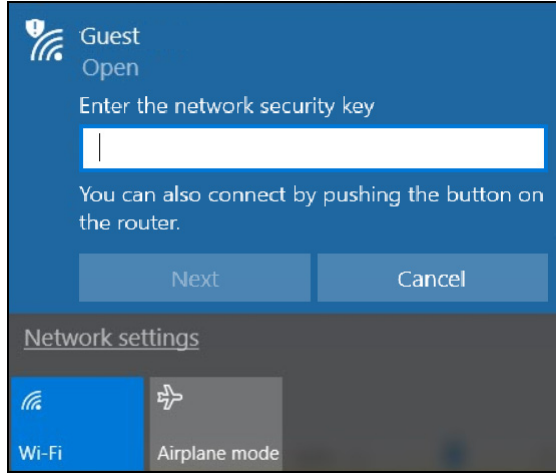 Guest
Open
Enter the network security key
You can also connect by pushing the button on
the router.
Next
Cancel
Network settings
Wi-Fi
Airplane mode